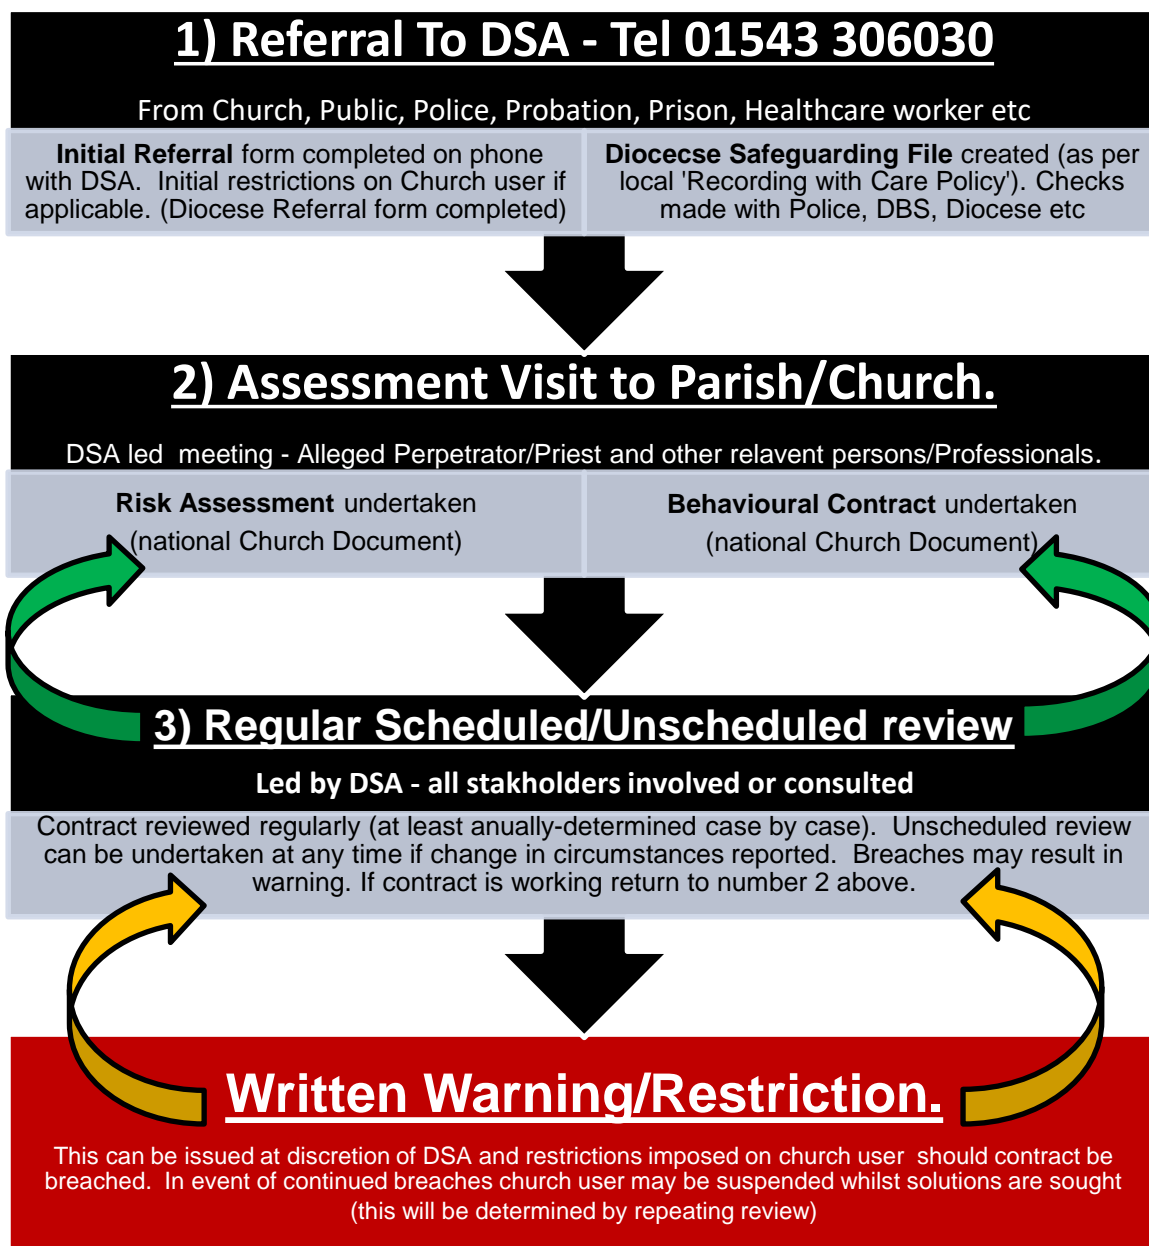 1) Referral To DSA - Tel 01543 306030
From Church, Public, Police, Probation, Prison, Healthcare worker etc
Initial Referral form completed on phone
with DSA.  Initial restrictions on Church user if
applicable. (Diocese Referral form completed)
Diocecse Safeguarding File created (as per
local 'Recording with Care Policy'). Checks
made with Police, DBS, Diocese etc
2) Assessment Visit to Parish/Church.
DSA led  meeting - Alleged Perpetrator/Priest and other relavent persons/Professionals.
Risk Assessment undertaken
(national Church Document)
Behavioural Contract undertaken
(national Church Document)
3) Regular Scheduled/Unscheduled review
Led by DSA - all stakholders involved or consulted
Contract reviewed regularly (at least anually-determined case by case).  Unscheduled review
can be undertaken at any time if change in circumstances reported.  Breaches may result in
warning. If contract is working return to number 2 above.
Written Warning/Restriction.
This can be issued at discretion of DSA and restrictions imposed on church user  should contract be
breached.  In event of continued breaches church user may be suspended whilst solutions are sought
(this will be determined by repeating review)